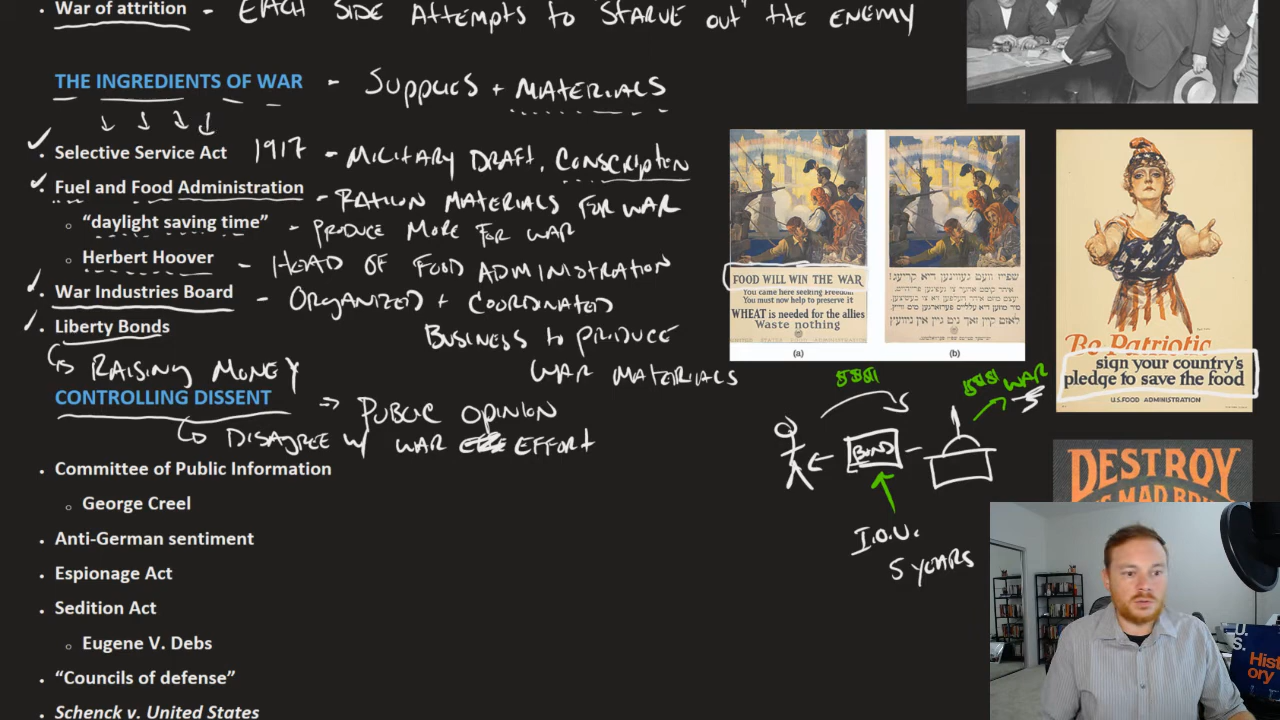 War of attrition - EACH SIDE ATTEMPTS TO "STARVE OUT" THE ENEMY
THE INGREDIENTS OF WAR - SUPPLIES + MATERIALS
Selective Service Act 1917 - MILITARY DRAFT, CONSCRIPTION
Fuel and Food Administration - RATION MATERIALS FOR WAR
"daylight saving time" - PRODUCE MORE FOR WAR
Herbert Hoover - HEAD OF FOOD ADMINISTRATION
War Industries Board - ORGANIZED + COORDINATED
BUSINESS TO PRODUCE
WAR MATERIALS
Liberty Bonds
RAISING MONEY
CONTROLLING DISSENT => PUBLIC OPINION
DISAGREE W/ WAR EFFORT
Committee of Public Information
George Creel
Anti-German sentiment
Espionage Act
Sedition Act
Eugene V. Debs
"Councils of defense"
Schenck v. United States
FOOD WILL WIN THE WAR
You came here seeking freedom
You must now help to preserve it
WHEAT is needed for the allies
Waste nothing
(a)
(b)
Be Patriotic
sign your country's
pledge to save the food
U.S. FOOD ADMINISTRATION
$$$
$$$ WAR
BOND
I.O.U.
5 YEARS
DESTROY
U.S.
History